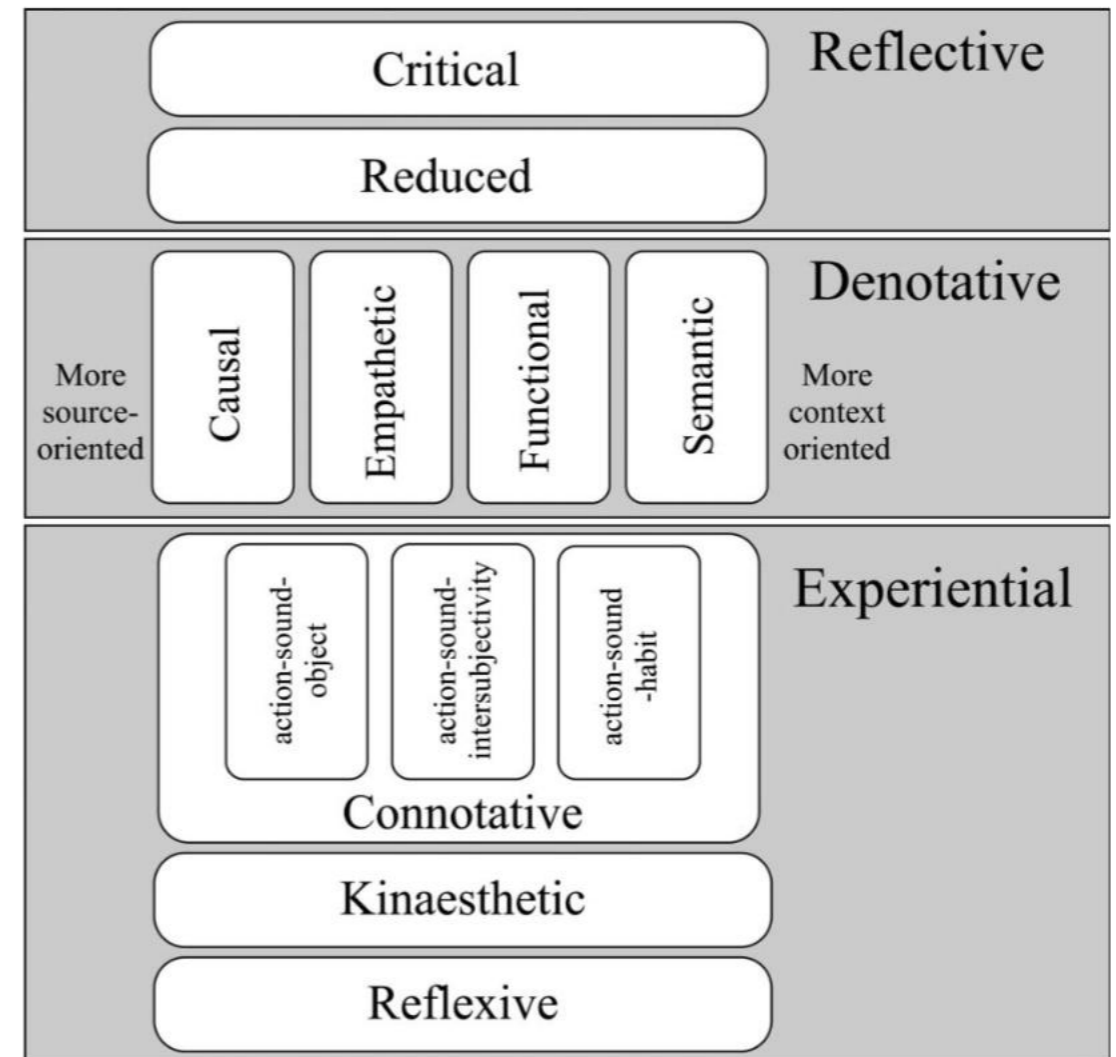 Reflective
Critical
Reduced
Denotative
More
source-
oriented
Causal
Empathetic
Functional
Semantic
More
context
oriented
Experiential
action-sound-
object
action-sound-
intersubjectivity
action-sound
-habit
Connotative
Kinaesthetic
Reflexive